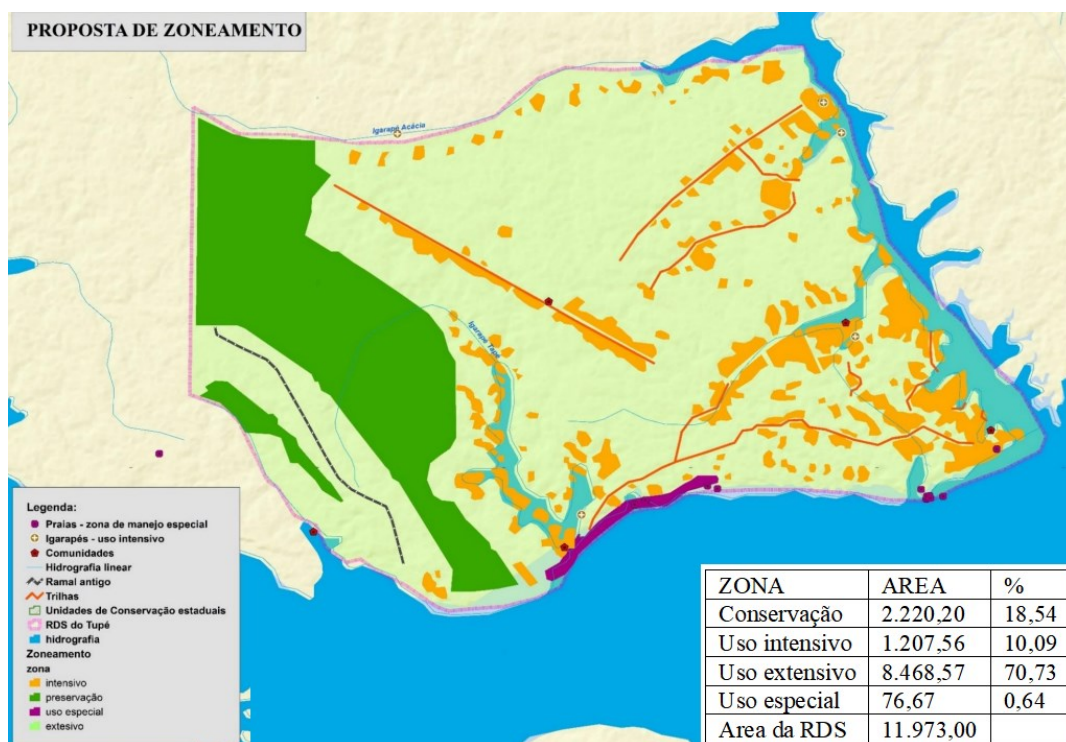 PROPOSTA DE ZONEAMENTO
Igarapé Acácia
Igarapé Tupé
Legenda:
Praias - zona de manejo especial
Igarapés - uso intensivo
Comunidades
Hidrografia linear
Ramal antigo
Trilhas
Unidades de Conservação estaduais
RDS do Tupé
hidrografia
Zoneamento
zona
intensivo
preservação
uso especial
extesivo
ZONA AREA %
Conservação 2.220,20 18,54
Uso intensivo 1.207,56 10,09
Uso extensivo 8.468,57 70,73
Uso especial 76,67 0,64
Area da RDS 11.973,00